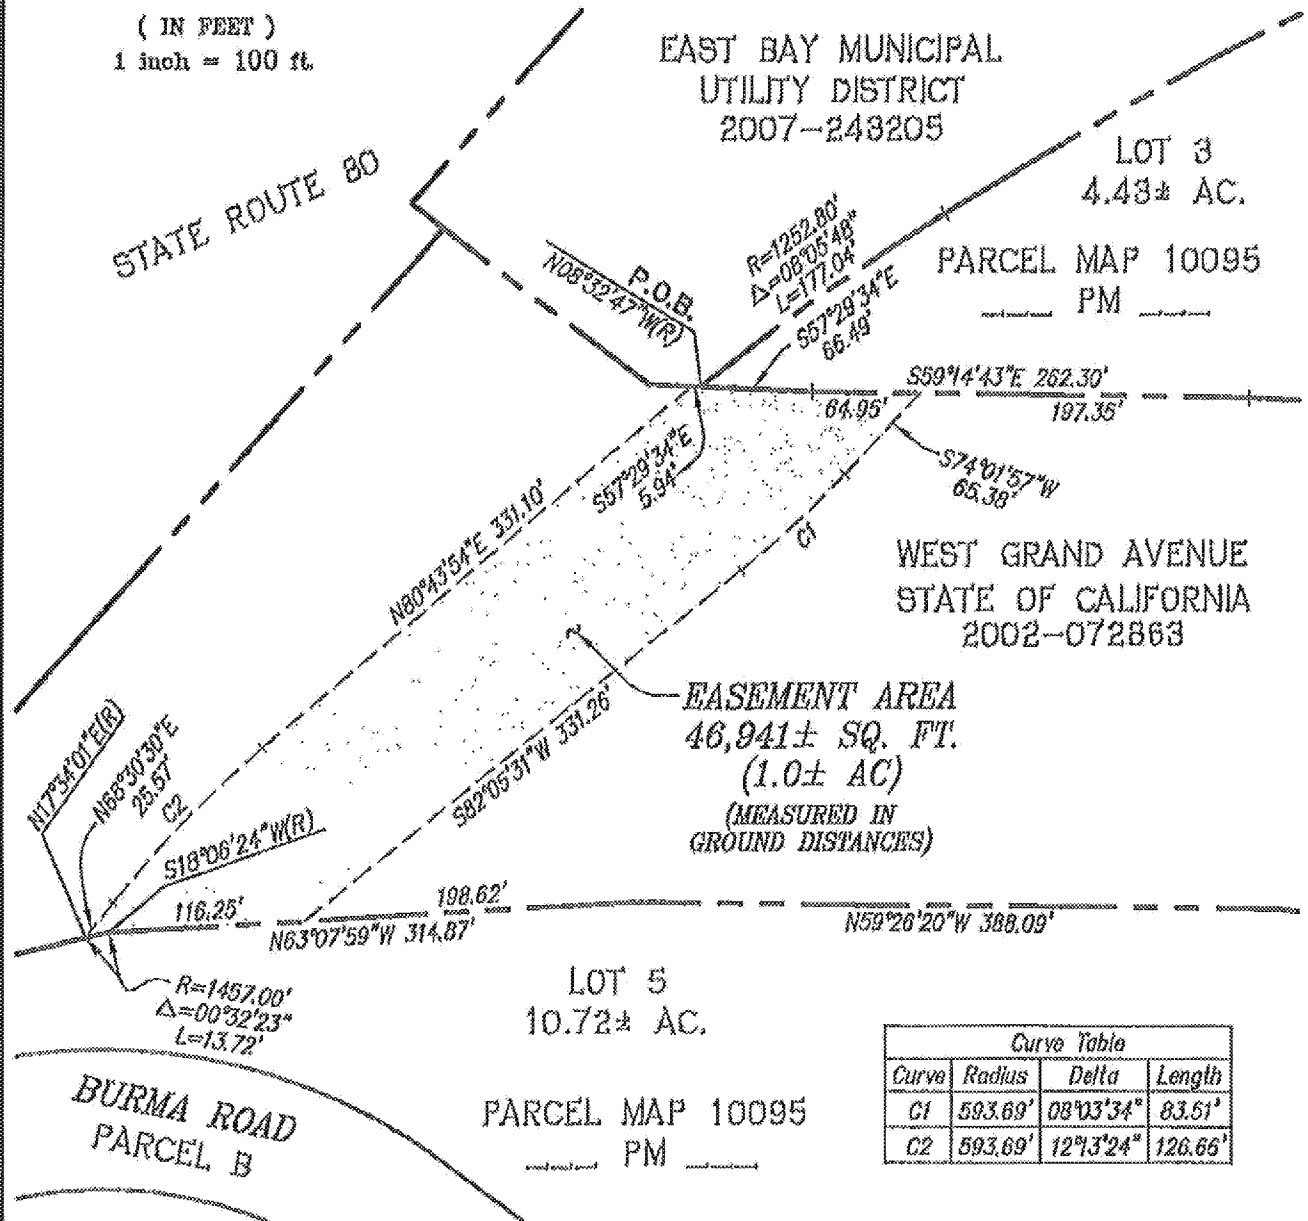 ( IN FEET )
1 inch = 100 ft.
EAST BAY MUNICIPAL
UTILITY DISTRICT
2007-248205
STATE ROUTE 80
LOT 3
4.43± AC.
PARCEL MAP 10095
PM
P.O.B.
N08°32'47"W(R)
R=1252.80'
Δ=08°05'48"
L=177.04'
S57°29'34"E
66.49'
S59°14'43"E 262.30'
64.95'
197.35'
S57°29'34"E
5.94'
S74°01'57"W
65.38'
C1
N80°43'54"E 331.10'
WEST GRAND AVENUE
STATE OF CALIFORNIA
2002-072863
EASEMENT AREA
46,941± SQ. FT.
(1.0± AC)
(MEASURED IN
GROUND DISTANCES)
S82°05'31"W 331.26'
N17°34'01"E(R)
N68°30'30"E
25.57'
C2
S18°06'24"W(R)
116.25'
198.62'
N63°07'59"W 314.87'
N59°26'20"W 388.09'
R=1457.00'
Δ=00°32'23"
L=13.72'
LOT 5
10.72± AC.
BURMA ROAD
PARCEL B
PARCEL MAP 10095
PM
Curve Table
Curve Radius Delta Length
C1 593.69' 08°03'34" 83.51'
C2 593.69' 12°13'24" 126.66'